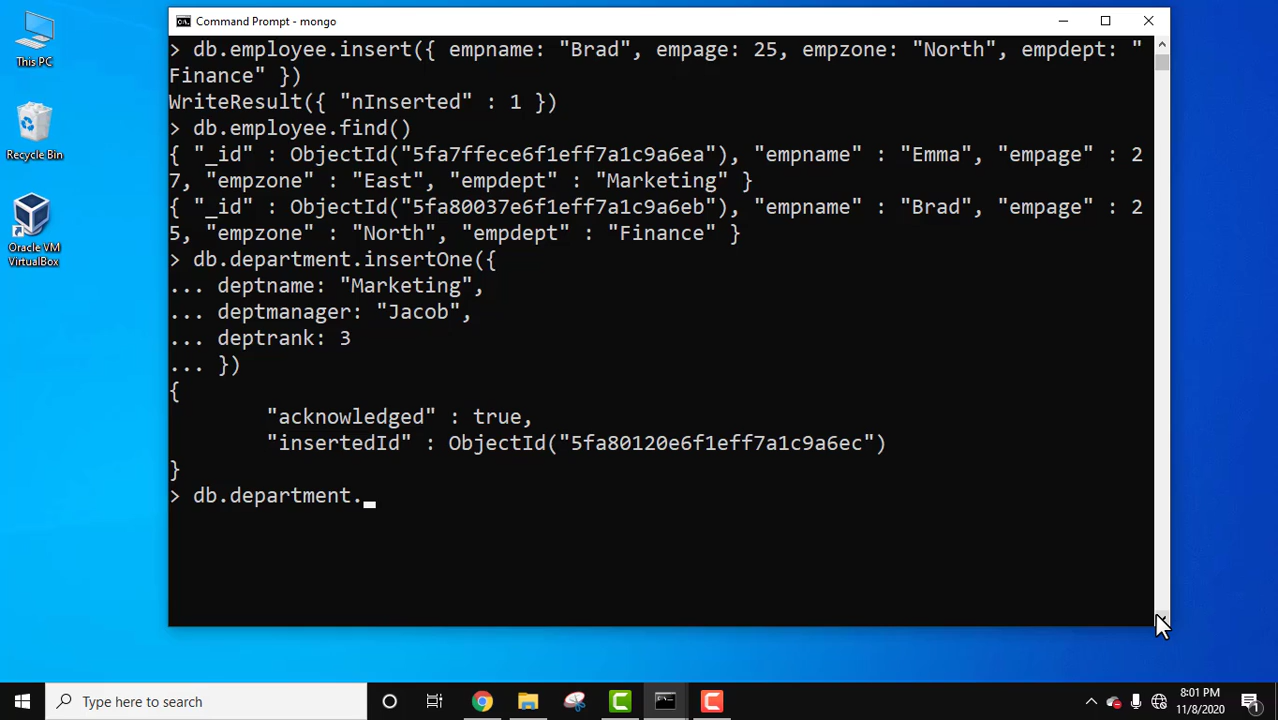 Command Prompt - mongo
> db.employee.insert({ empname: "Brad", empage: 25, empzone: "North", empdept: "
Finance" })
WriteResult({ "nInserted" : 1 })
> db.employee.find()
{ "_id" : ObjectId("5fa7ffece6f1eff7a1c9a6ea"), "empname" : "Emma", "empage" : 2
7, "empzone" : "East", "empdept" : "Marketing" }
{ "_id" : ObjectId("5fa80037e6f1eff7a1c9a6eb"), "empname" : "Brad", "empage" : 2
5, "empzone" : "North", "empdept" : "Finance" }
> db.department.insertOne({
... deptname: "Marketing",
... deptmanager: "Jacob",
... deptrank: 3
... })
{
"acknowledged" : true,
"insertedId" : ObjectId("5fa80120e6f1eff7a1c9a6ec")
}
> db.department._
This PC
Recycle Bin
Oracle VM
VirtualBox
Type here to search
8:01 PM
11/8/2020
1